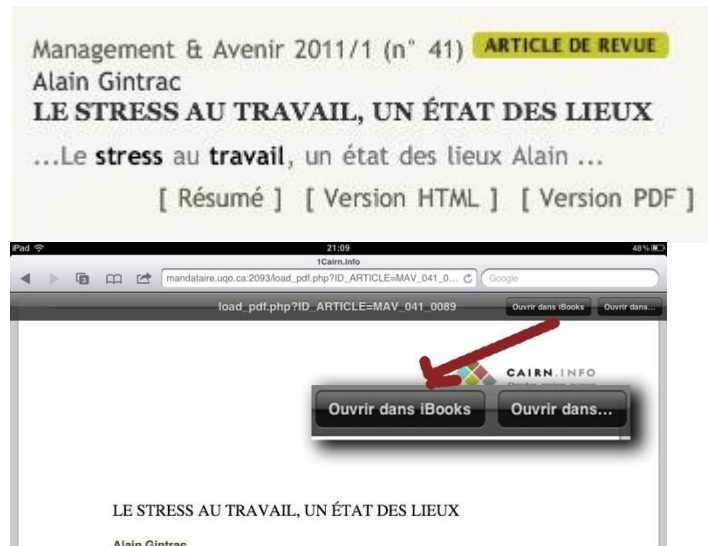 Management & Avenir 2011/1 (n° 41) ARTICLE DE REVUE
Alain Gintrac
LE STRESS AU TRAVAIL, UN ÉTAT DES LIEUX
...Le stress au travail, un état des lieux Alain ...
[ Résumé ] [ Version HTML ] [ Version PDF ]
iPad 21:09 48%
1Cairn.info
mandataire.uqo.ca:2093/load_pdf.php?ID_ARTICLE=MAV_041_0... Google
load_pdf.php?ID_ARTICLE=MAV_041_0089 Ouvrir dans iBooks Ouvrir dans...
CAIRN.INFO
Ouvrir dans iBooks Ouvrir dans...
LE STRESS AU TRAVAIL, UN ÉTAT DES LIEUX
Alain Gintrac